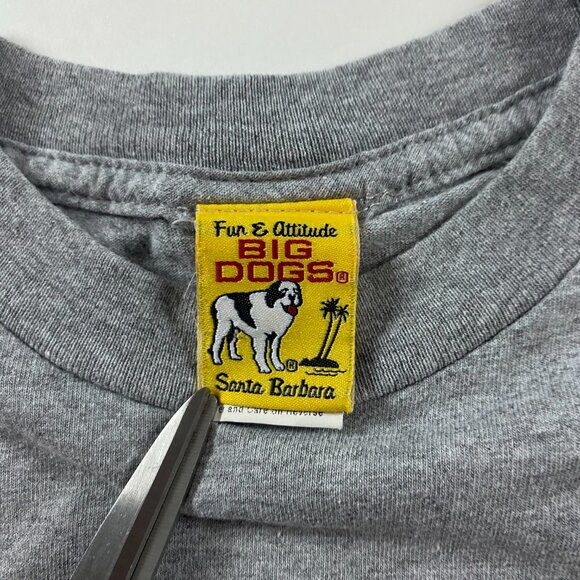 Fun & Attitude
BIG
DOGS®
®
Santa Barbara
and Care on Reverse